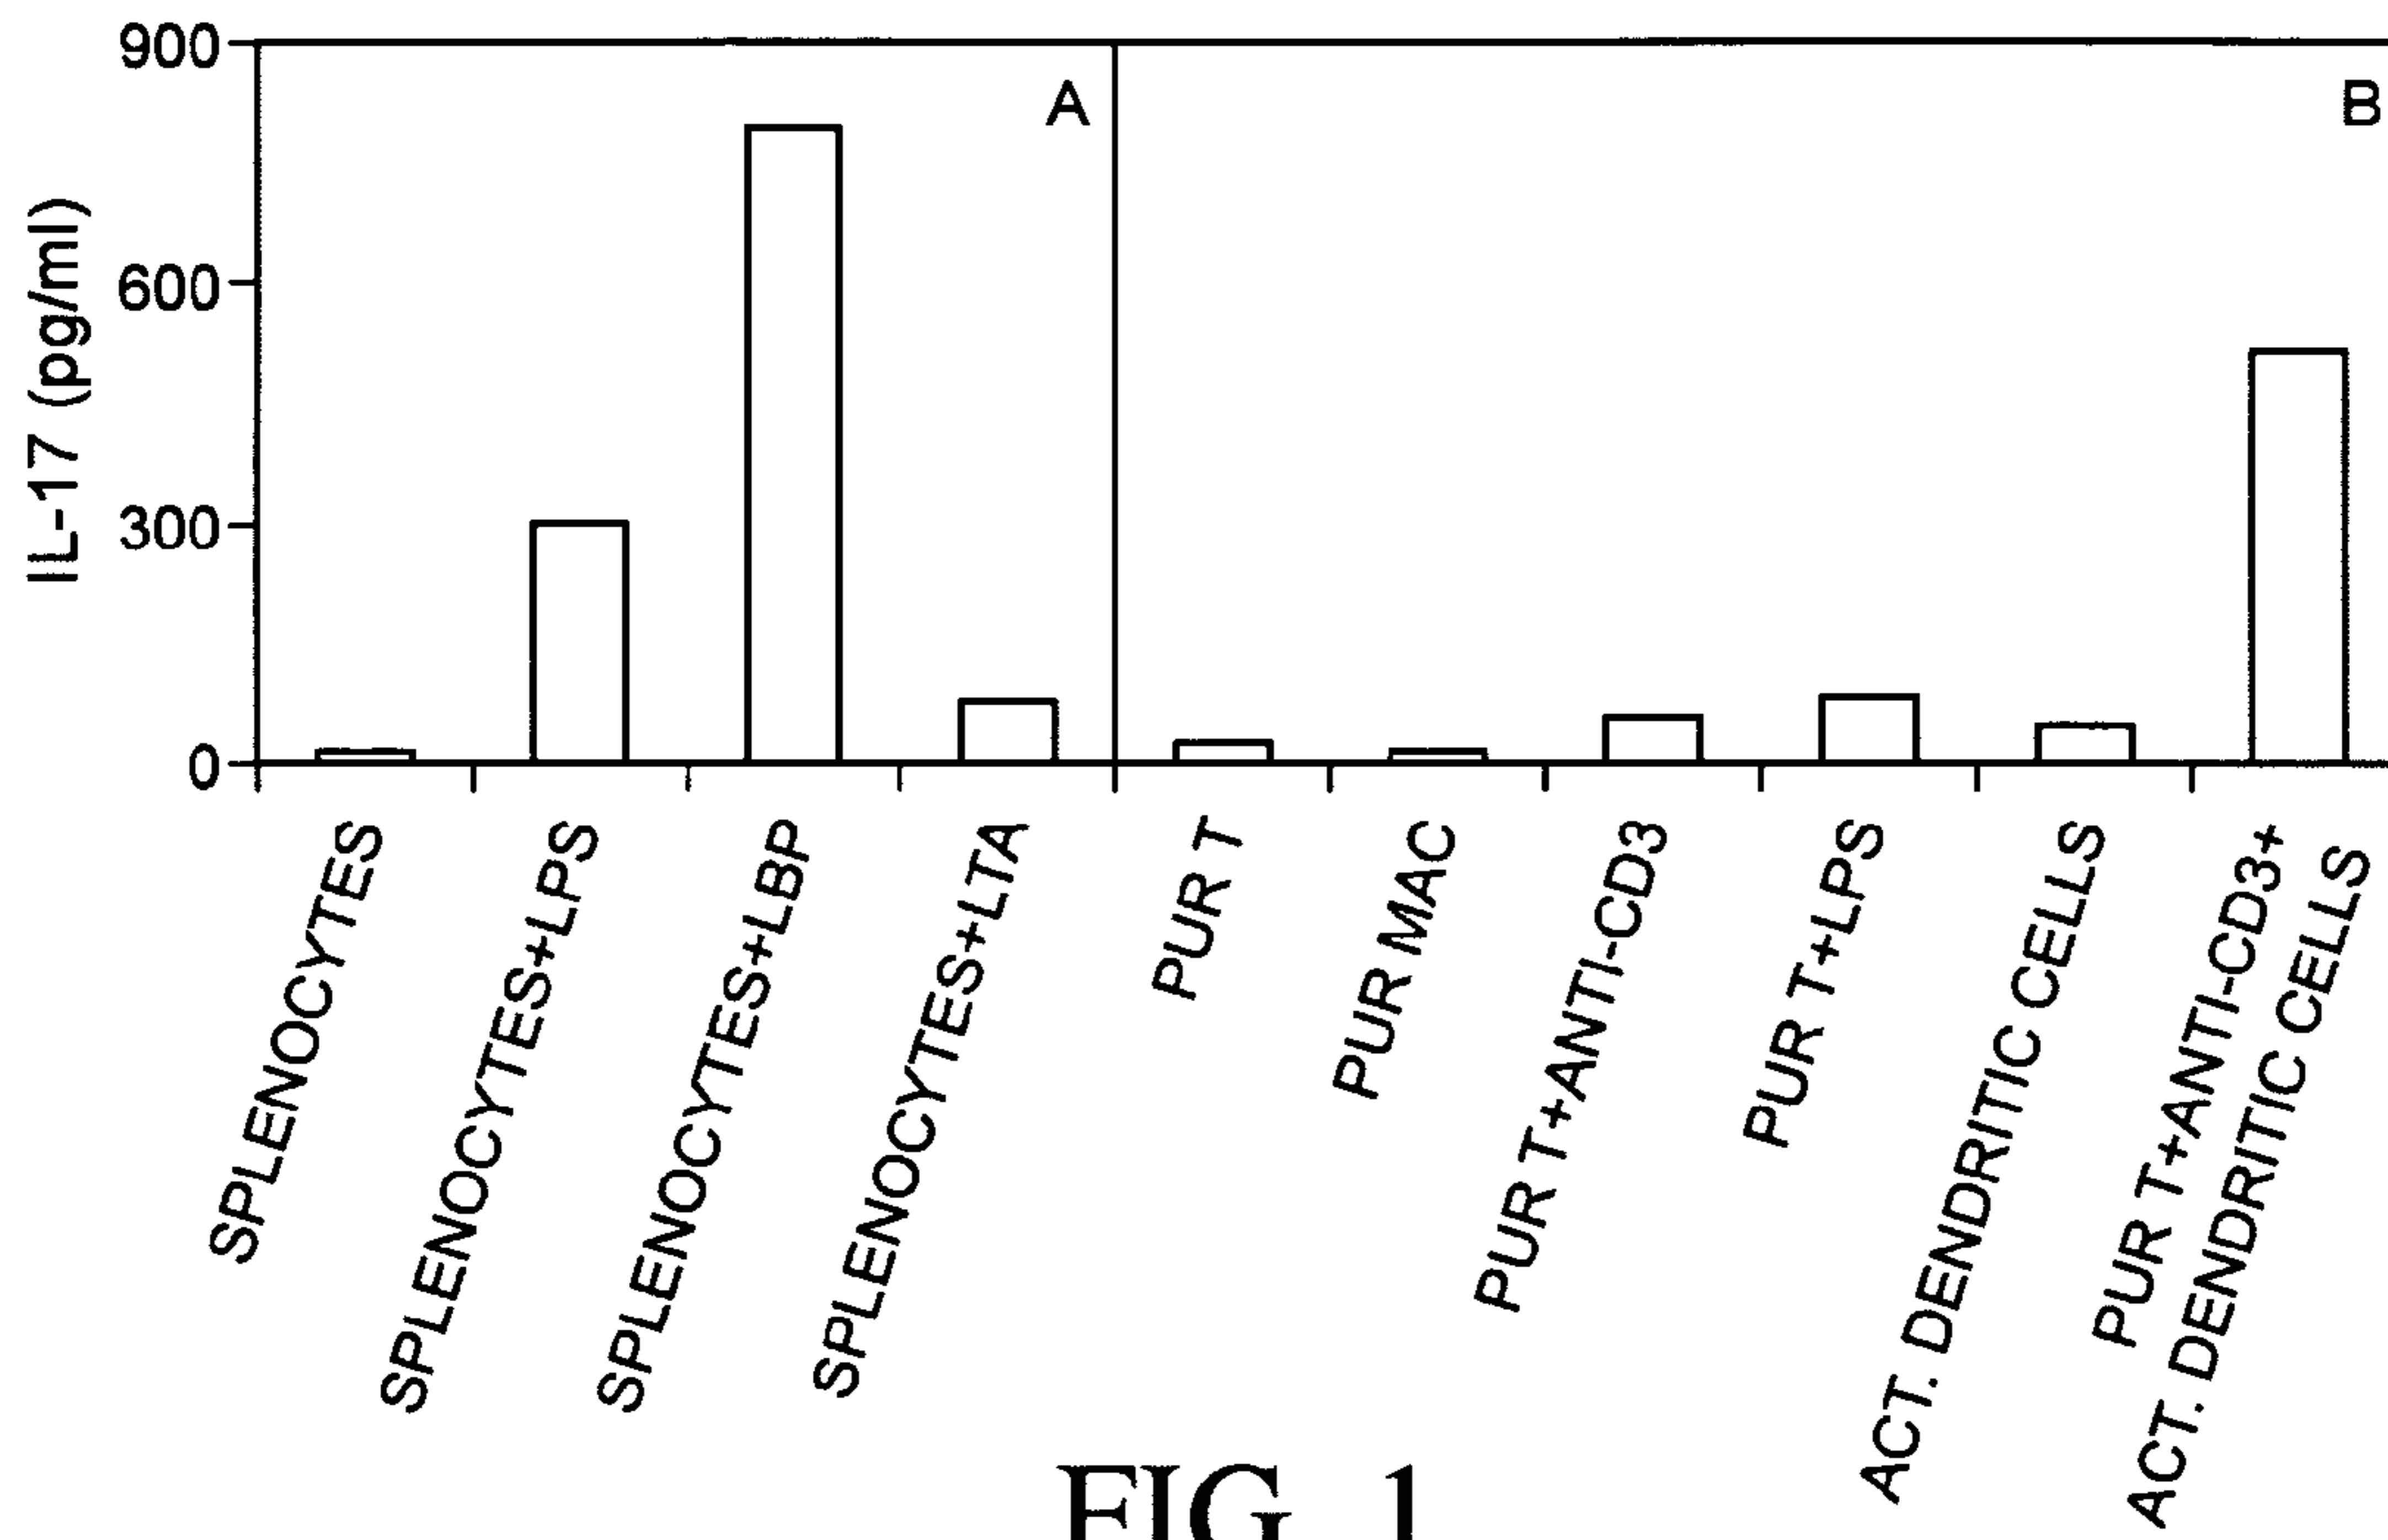 900
600
300
0
IL-17 (pg/ml)
A
B
SPLENOCYTES
SPLENOCYTES+LPS
SPLENOCYTES+LBP
SPLENOCYTES+LTA
PUR T
PUR MAC
PUR T+ANTI-CD3
PUR T+LPS
ACT. DENDRITIC CELLS
PUR T+ANTI-CD3+
ACT. DENDRITIC CELLS
FIG. 1